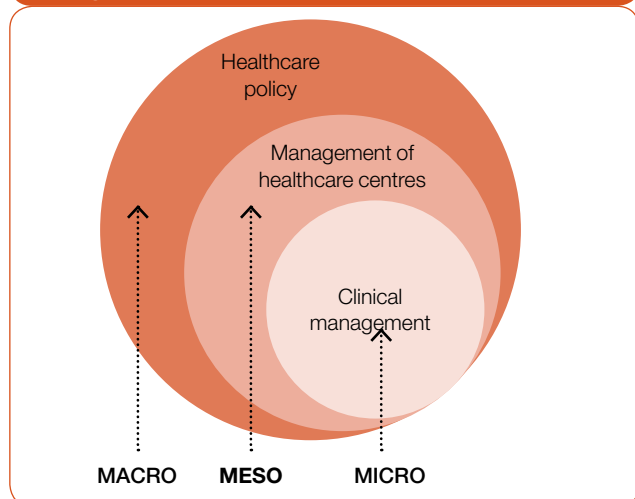 Healthcare
policy
Management of
healthcare centres
Clinical
management
MACRO MESO MICRO